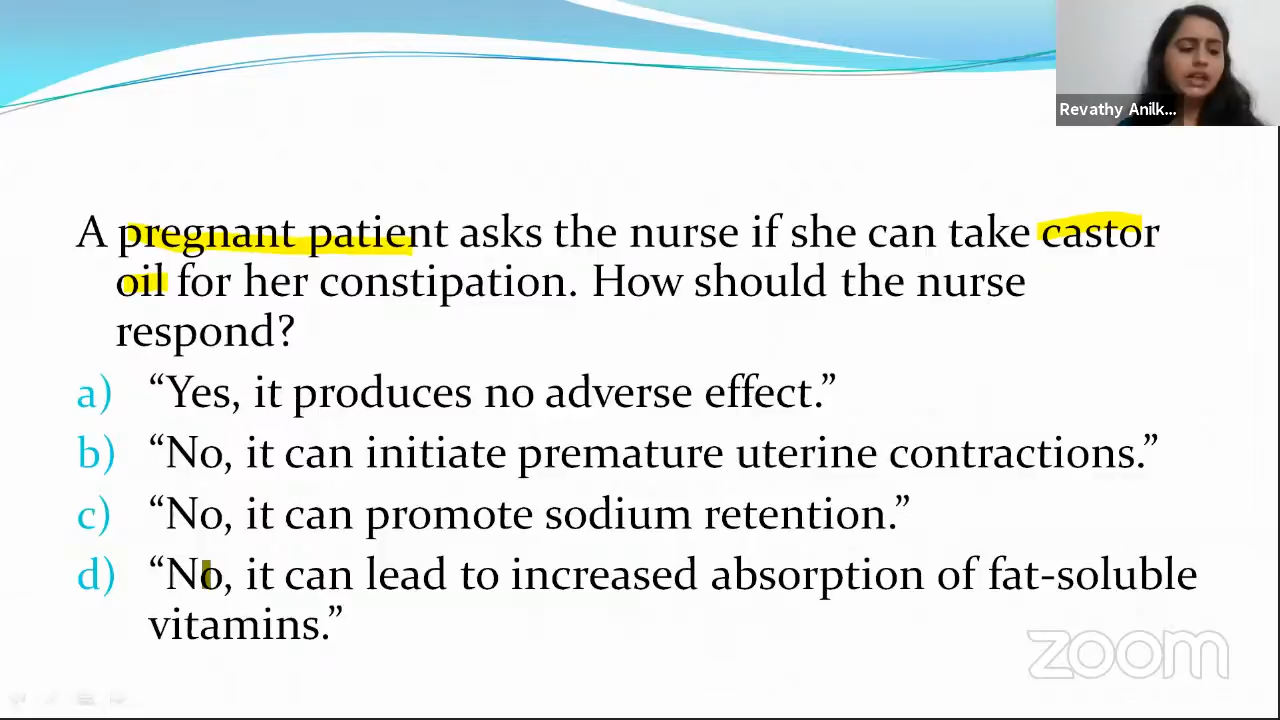 Revathy Anilk...
A pregnant patient asks the nurse if she can take castor
oil for her constipation. How should the nurse
respond?
a) “Yes, it produces no adverse effect.”
b) “No, it can initiate premature uterine contractions.”
c) “No, it can promote sodium retention.”
d) “No, it can lead to increased absorption of fat-soluble
vitamins.”
zoom